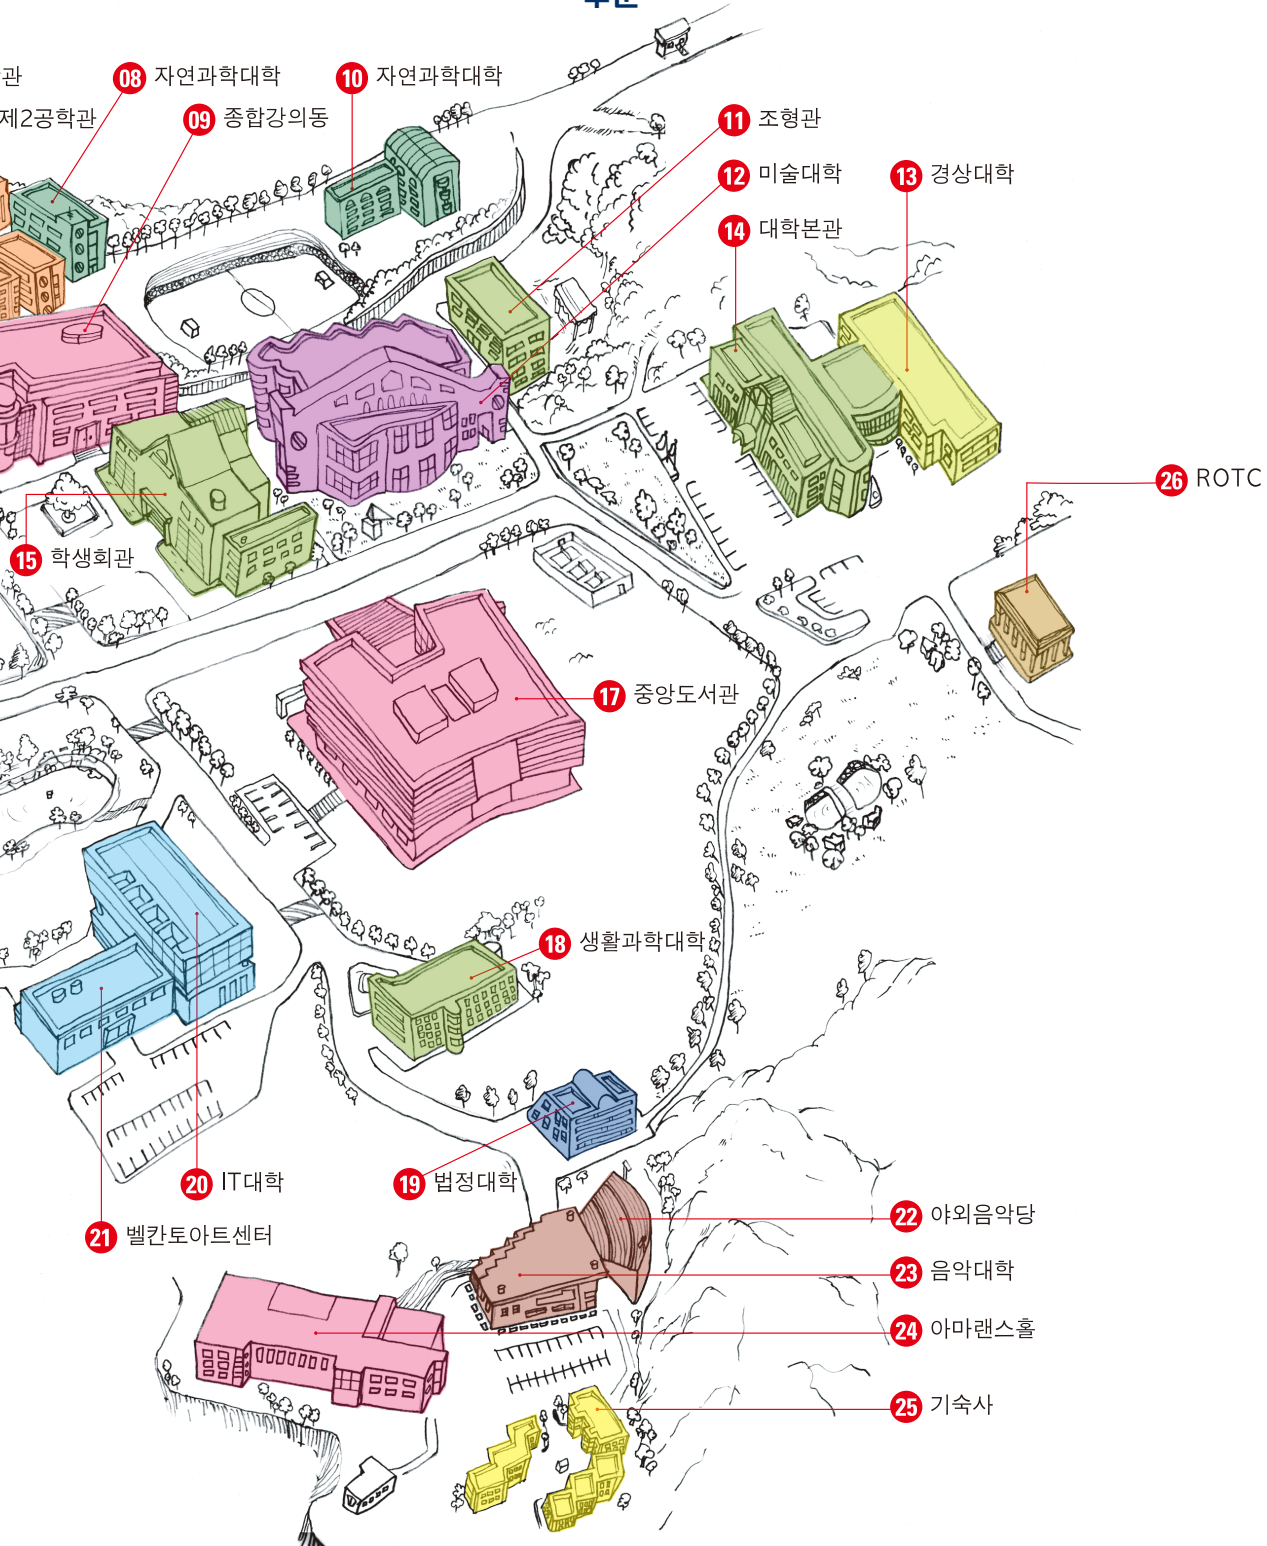 관
08 자연과학대학
10 자연과학대학
제2공학관
09 종합강의동
11 조형관
12 미술대학
13 경상대학
14 대학본관
26 ROTC
15 학생회관
17 중앙도서관
18 생활과학대학
20 IT대학
19 법정대학
21 벨칸토아트센터
22 야외음악당
23 음악대학
24 아마랜스홀
25 기숙사